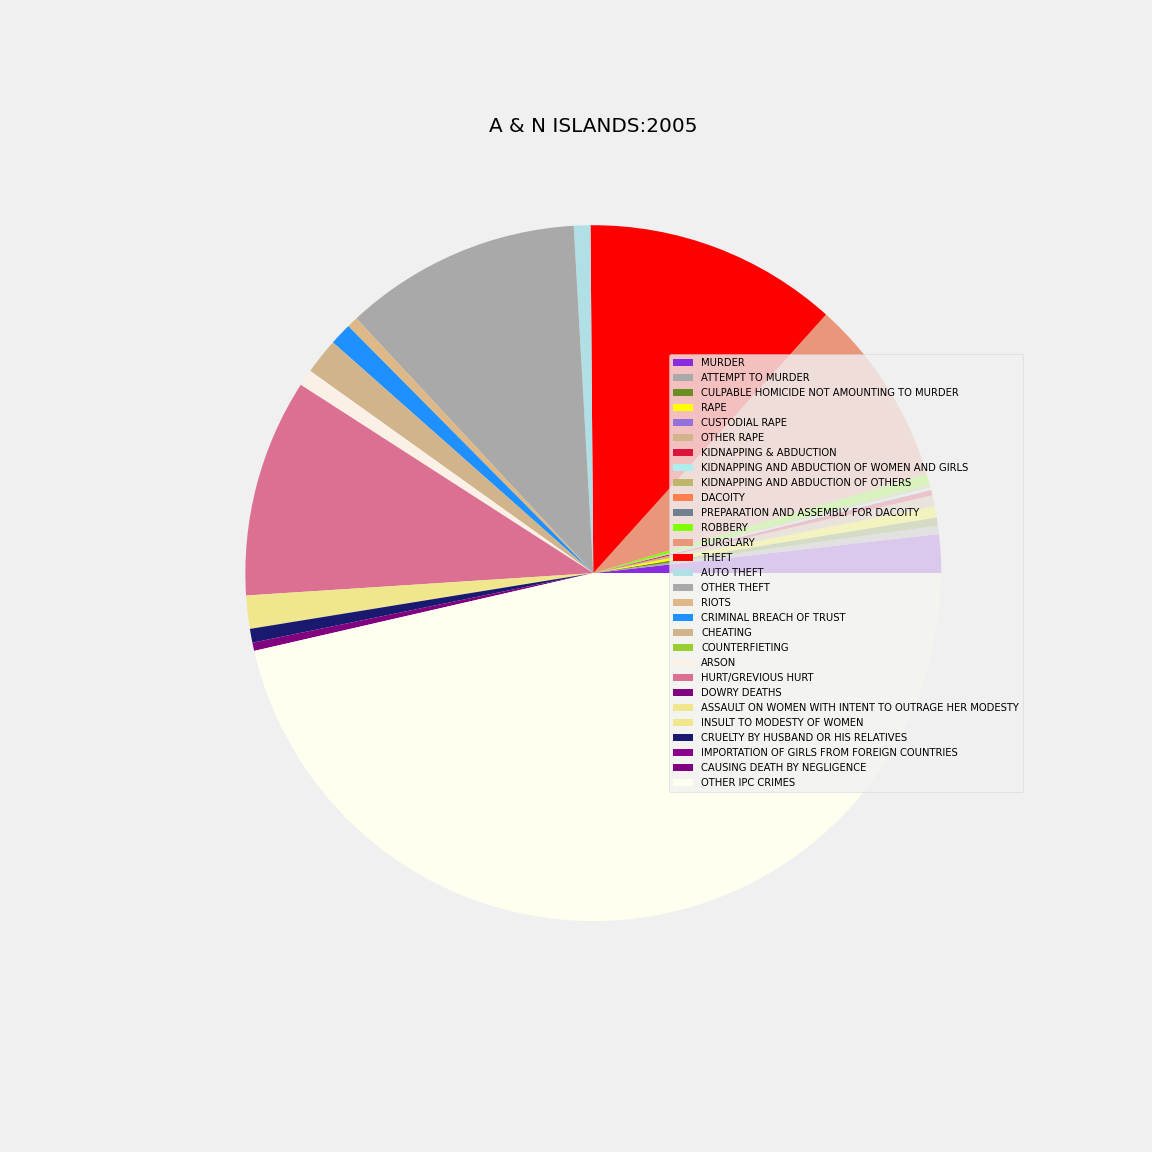 A & N ISLANDS:2005
MURDER
ATTEMPT TO MURDER
CULPABLE HOMICIDE NOT AMOUNTING TO MURDER
RAPE
CUSTODIAL RAPE
OTHER RAPE
KIDNAPPING & ABDUCTION
KIDNAPPING AND ABDUCTION OF WOMEN AND GIRLS
KIDNAPPING AND ABDUCTION OF OTHERS
DACOITY
PREPARATION AND ASSEMBLY FOR DACOITY
ROBBERY
BURGLARY
THEFT
AUTO THEFT
OTHER THEFT
RIOTS
CRIMINAL BREACH OF TRUST
CHEATING
COUNTERFIETING
ARSON
HURT/GREVIOUS HURT
DOWRY DEATHS
ASSAULT ON WOMEN WITH INTENT TO OUTRAGE HER MODESTY
INSULT TO MODESTY OF WOMEN
CRUELTY BY HUSBAND OR HIS RELATIVES
IMPORTATION OF GIRLS FROM FOREIGN COUNTRIES
CAUSING DEATH BY NEGLIGENCE
OTHER IPC CRIMES